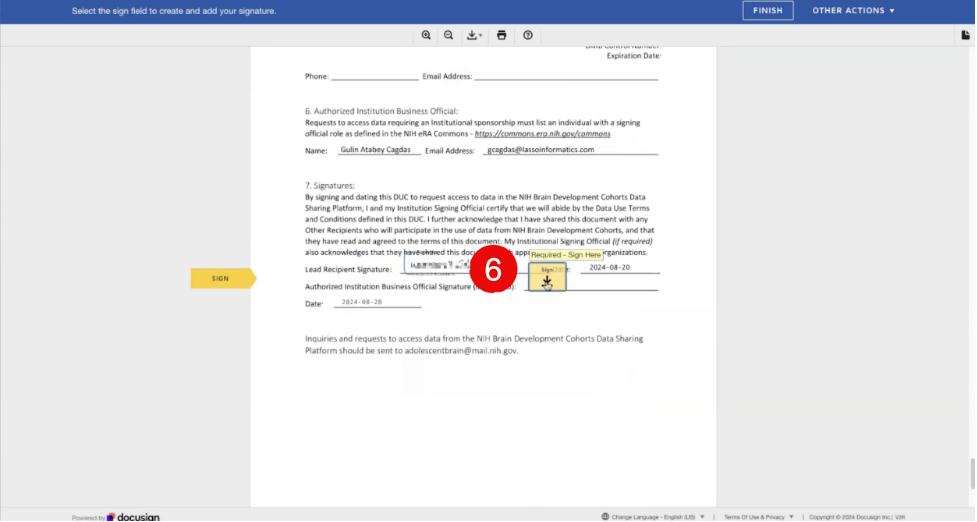 Select the sign field to create and add your signature.
FINISH
OTHER ACTIONS
Expiration Date:
Phone: Email Address:
6. Authorized Institution Business Official:
Requests to access data requiring an Institutional sponsorship must list an individual with a signing
official role as defined in the NIH eRA Commons - https://commons.era.nih.gov/commons
Name: Gulin Atabey Cagdas Email Address: gcagdas@lassoinformatics.com
7. Signatures:
By signing and dating this DUC to request access to data in the NIH Brain Development Cohorts Data
Sharing Platform, I and my Institution Signing Official certify that we will abide by the Data Use Terms
and Conditions defined in this DUC. I further acknowledge that I have shared this document with any
Other Recipients who will participate in the use of data from NIH Brain Development Cohorts, and that
they have read and agreed to the terms of this document. My Institutional Signing Official (if required)
also acknowledges that they have shared this organizations.
Required - Sign Here
Lead Recipient Signature: 6 Sign 2024-08-20
SIGN
Authorized Institution Business Official Signature
Date: 2024-08-20
Inquiries and requests to access data from the NIH Brain Development Cohorts Data Sharing
Platform should be sent to adolescentbrain@mail.nih.gov.
Powered by docusign
Change Language - English (US) | Terms Of Use & Privacy | Copyright © 2024 Docusign Inc. | V2R